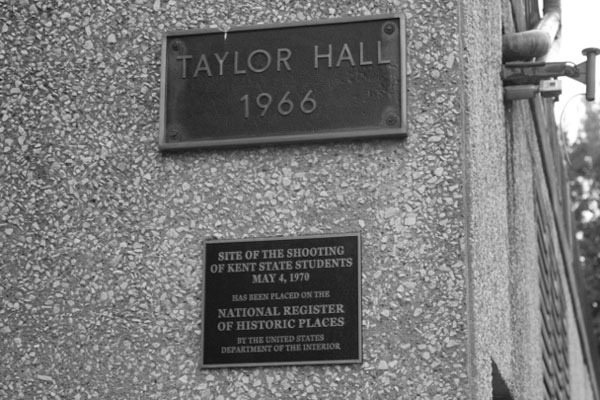 TAYLOR HALL
1966
SITE OF THE SHOOTING
OF KENT STATE STUDENTS
MAY 4, 1970
HAS BEEN PLACED ON THE
NATIONAL REGISTER
OF HISTORIC PLACES
BY THE UNITED STATES
DEPARTMENT OF THE INTERIOR